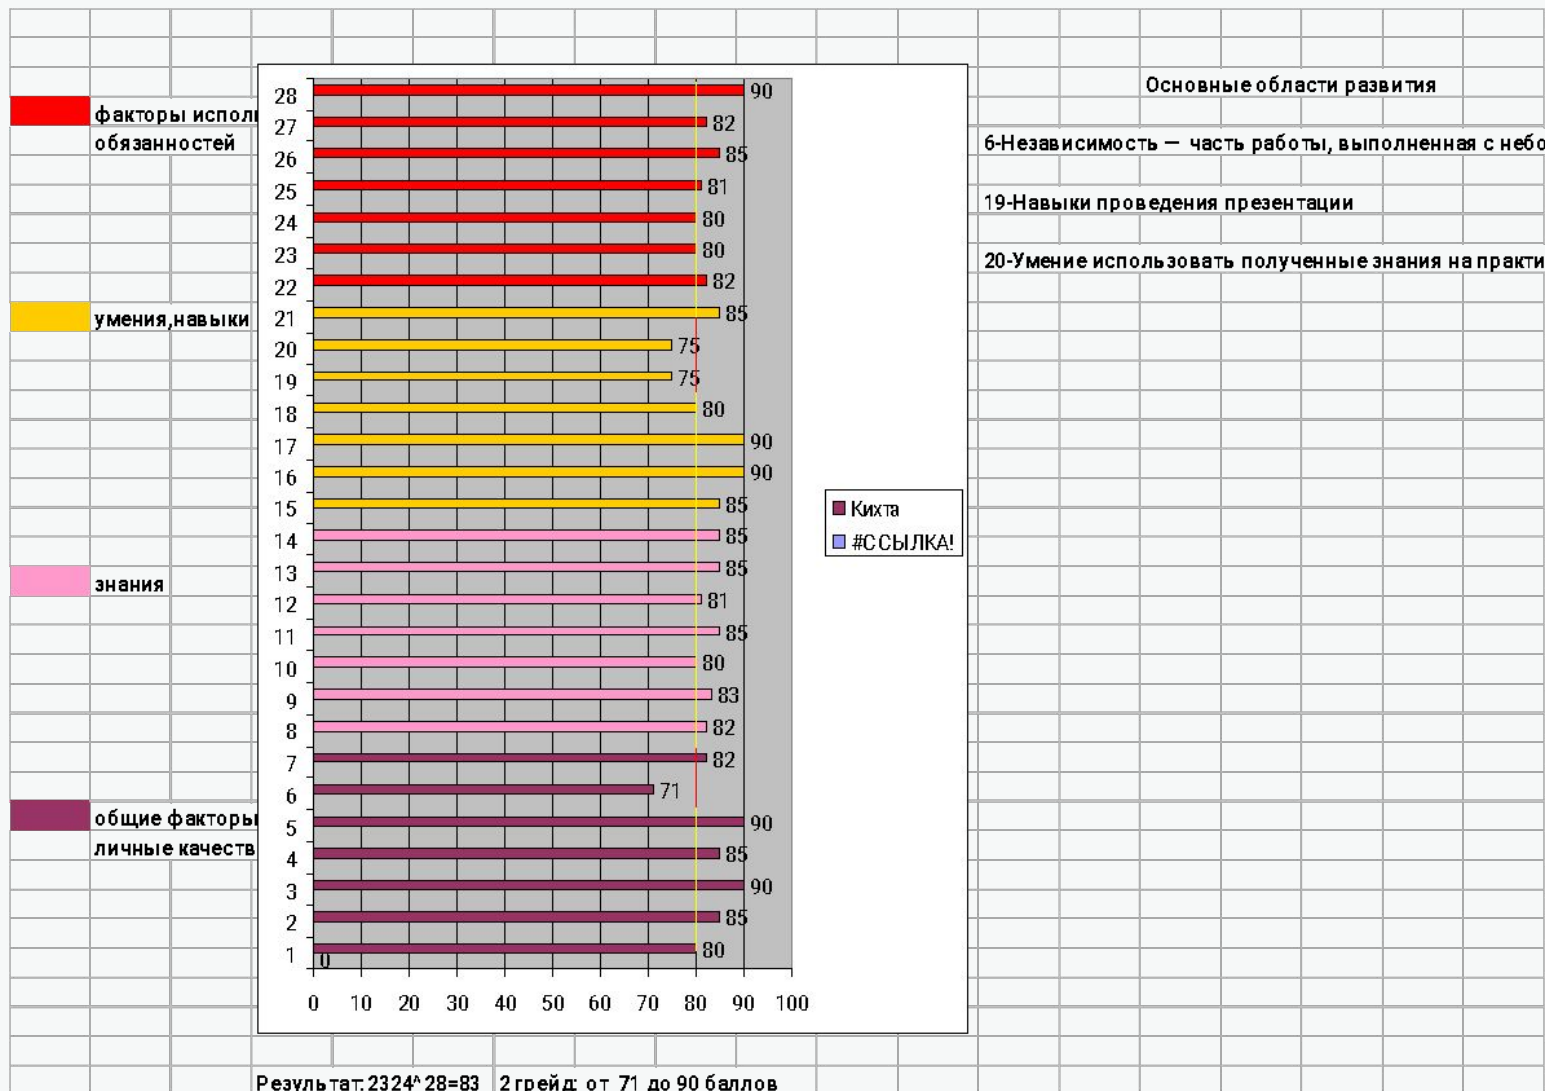 Основные области развития
факторы испол
обязанностей
6-Независимость — часть работы, выполненная с небо
19-Навыки проведения презентации
20-Умение использовать полученные знания на практи
умения,навыки
знания
общие факторы
личные качеств
28 90
27 82
26 85
25 81
24 80
23 80
22 82
21 85
20 75
19 75
18 80
17 90
16 90
15 85
14 85
13 85
12 81
11 85
10 80
9 83
8 82
7 82
6 71
5 90
4 85
3 90
2 85
1 80
0
0 10 20 30 40 50 60 70 80 90 100
Кихта
#ССЫЛКА!
Результат:2324^28=83 2 грейд: от 71 до 90 баллов